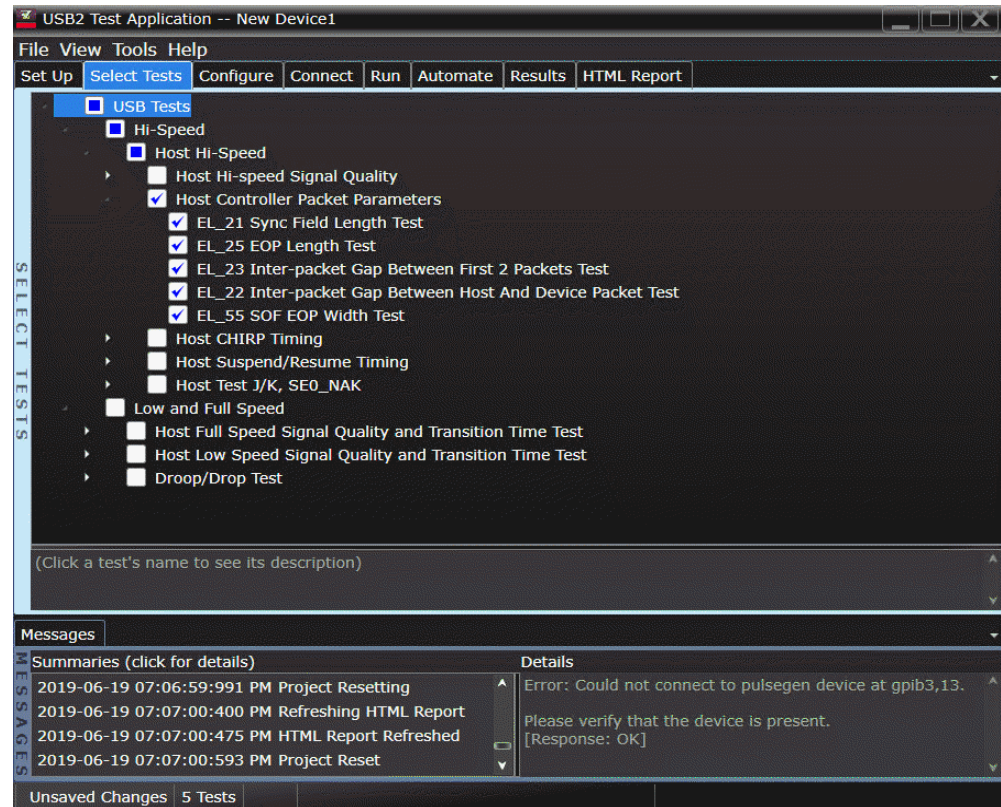 USB2 Test Application -- New Device1
File View Tools Help
Set Up Select Tests Configure Connect Run Automate Results HTML Report
USB Tests
Hi-Speed
Host Hi-Speed
Host Hi-speed Signal Quality
Host Controller Packet Parameters
EL_21 Sync Field Length Test
EL_25 EOP Length Test
EL_23 Inter-packet Gap Between First 2 Packets Test
EL_22 Inter-packet Gap Between Host And Device Packet Test
EL_55 SOF EOP Width Test
Host CHIRP Timing
Host Suspend/Resume Timing
Host Test J/K, SE0_NAK
Low and Full Speed
Host Full Speed Signal Quality and Transition Time Test
Host Low Speed Signal Quality and Transition Time Test
Droop/Drop Test
SELECT TESTS
(Click a test's name to see its description)
Messages
MESSAGES
Summaries (click for details)
2019-06-19 07:06:59:991 PM Project Resetting
2019-06-19 07:07:00:400 PM Refreshing HTML Report
2019-06-19 07:07:00:475 PM HTML Report Refreshed
2019-06-19 07:07:00:593 PM Project Reset
Details
Error: Could not connect to pulsegen device at gpib3,13.
Please verify that the device is present.
[Response: OK]
Unsaved Changes 5 Tests